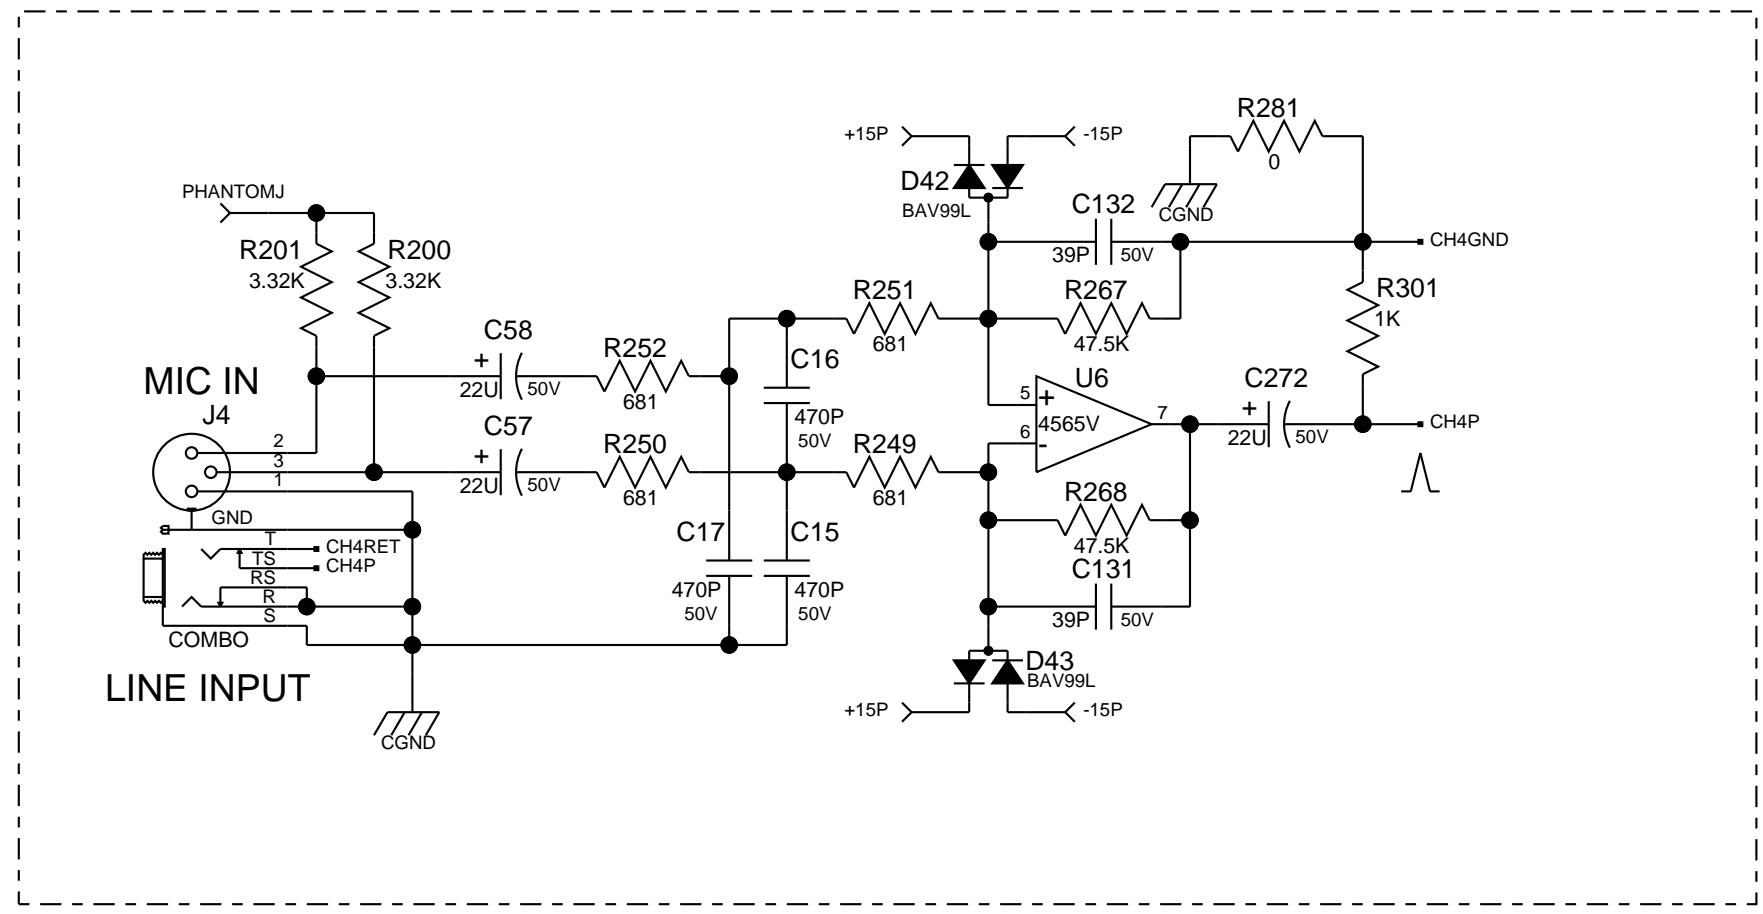 R281
0
+15P
-15P
D42
BAV99L
PHANTOMJ
CGND
C132
39P
50V
CH4GND
R201
3.32K
R200
3.32K
R251
681
R267
47.5K
R301
1K
C58
+
22U
50V
R252
681
C16
470P
50V
MIC IN
J4
2
3
1
GND
C57
+
22U
50V
R250
681
R249
681
U6
5
+
4565V
6
-
7
C272
+
22U
50V
CH4P
R268
47.5K
C17
470P
50V
C15
470P
50V
C131
39P
50V
T
CH4RET
TS
CH4P
RS
R
S
COMBO
LINE INPUT
CGND
D43
BAV99L
+15P
-15P